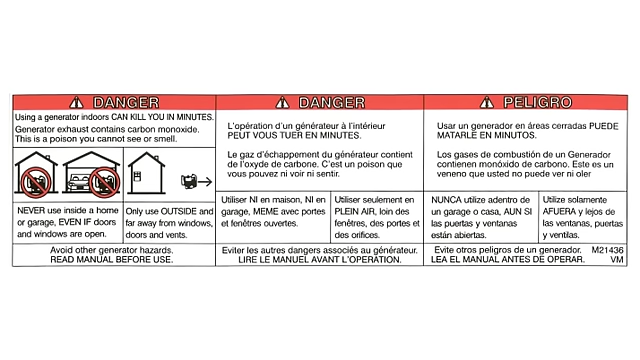 DANGER
Using a generator indoors CAN KILL YOU IN MINUTES.
Generator exhaust contains carbon monoxide.
This is a poison you cannot see or smell.
NEVER use inside a home
or garage, EVEN IF doors
and windows are open.
Only use OUTSIDE and
far away from windows,
doors and vents.
Avoid other generator hazards.
READ MANUAL BEFORE USE.
DANGER
L'opération d'un générateur à l'intérieur
PEUT VOUS TUER EN MINUTES.
Le gaz d'échappement du générateur contient
de l'oxyde de carbone. C'est un poison que
vous pouvez ni voir ni sentir.
Utiliser NI en maison, NI en
garage, MEME avec portes
et fenêtres ouvertes.
Utiliser seulement en
PLEIN AIR, loin des
fenêtres, des portes et
des orifices.
Eviter les autres dangers associés au générateur.
LIRE LE MANUEL AVANT L'OPERATION.
PELIGRO
Usar un generador en áreas cerradas PUEDE
MATARLE EN MINUTOS.
Los gases de combustión de un Generador
contienen monóxido de carbono. Este es un
veneno que usted no puede ver ni oler
NUNCA utilize adentro de
un garage o casa, AUN SI
las puertas y ventanas
están abiertas.
Utilize solamente
AFUERA y lejos de
las ventanas, puertas
y ventilas.
Evite otros peligros de un generador. M21436
LEA EL MANUAL ANTES DE OPERAR. VM